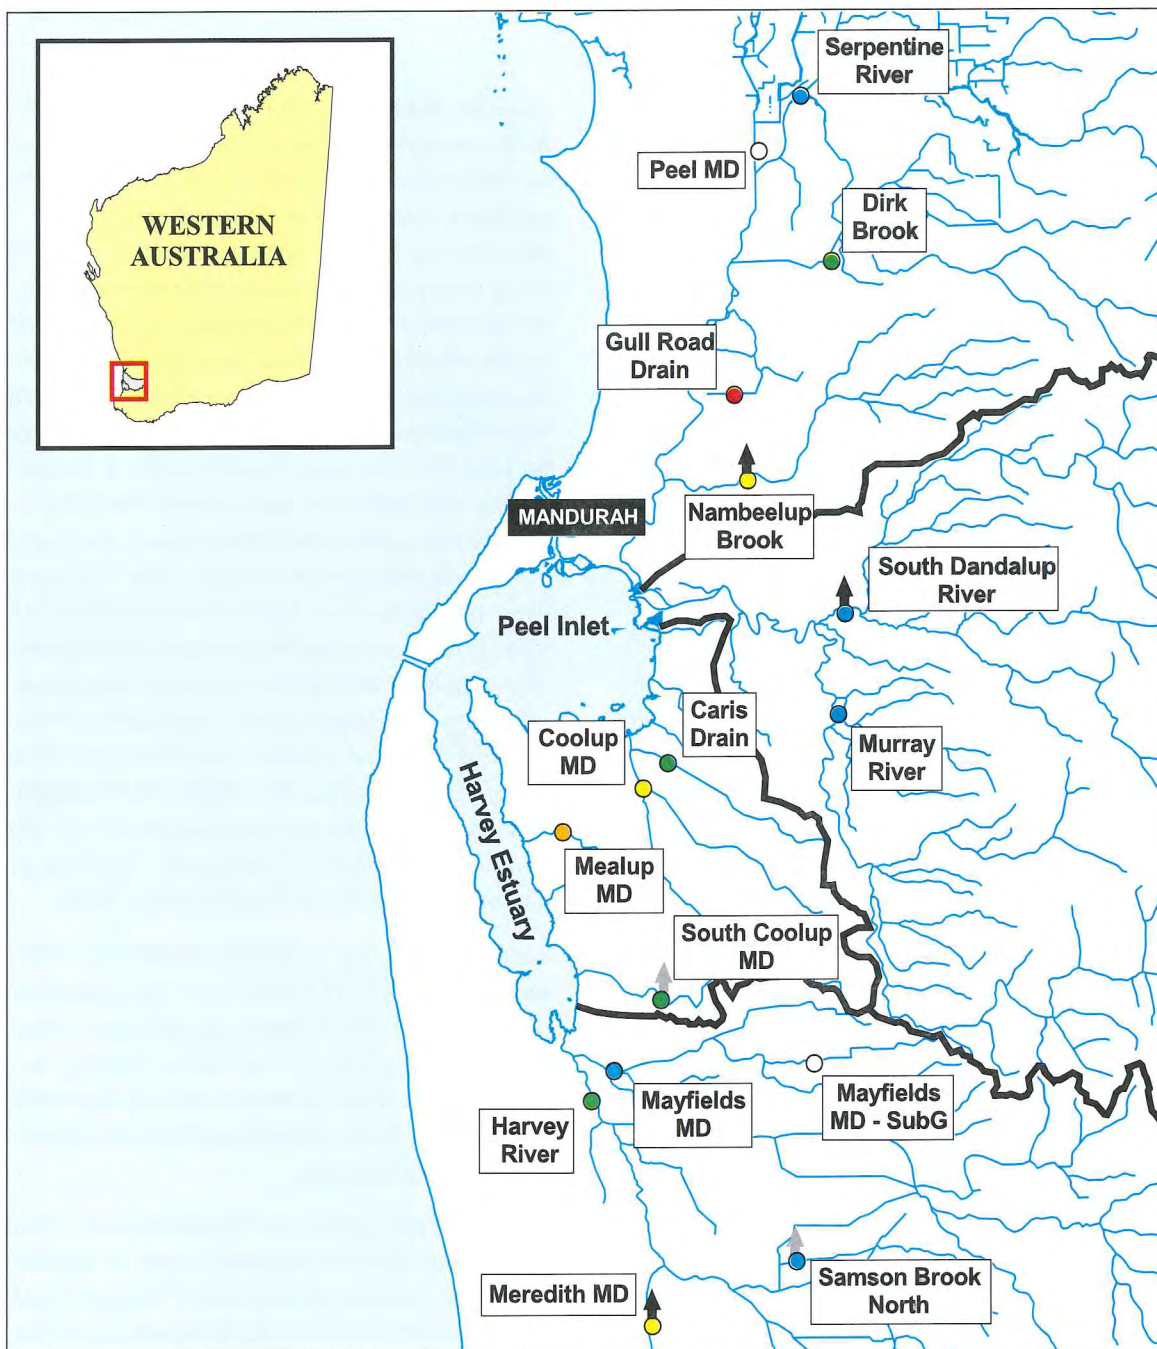 WESTERN
AUSTRALIA
Serpentine
River
Peel MD
Dirk
Brook
Gull Road
Drain
MANDURAH
Nambeelup
Brook
South Dandalup
River
Peel Inlet
Caris
Drain
Coolup
MD
Murray
River
Harvey Estuary
Mealup
MD
South Coolup
MD
Mayfields
MD
Mayfields
MD - SubG
Harvey
River
Samson Brook
North
Meredith MD